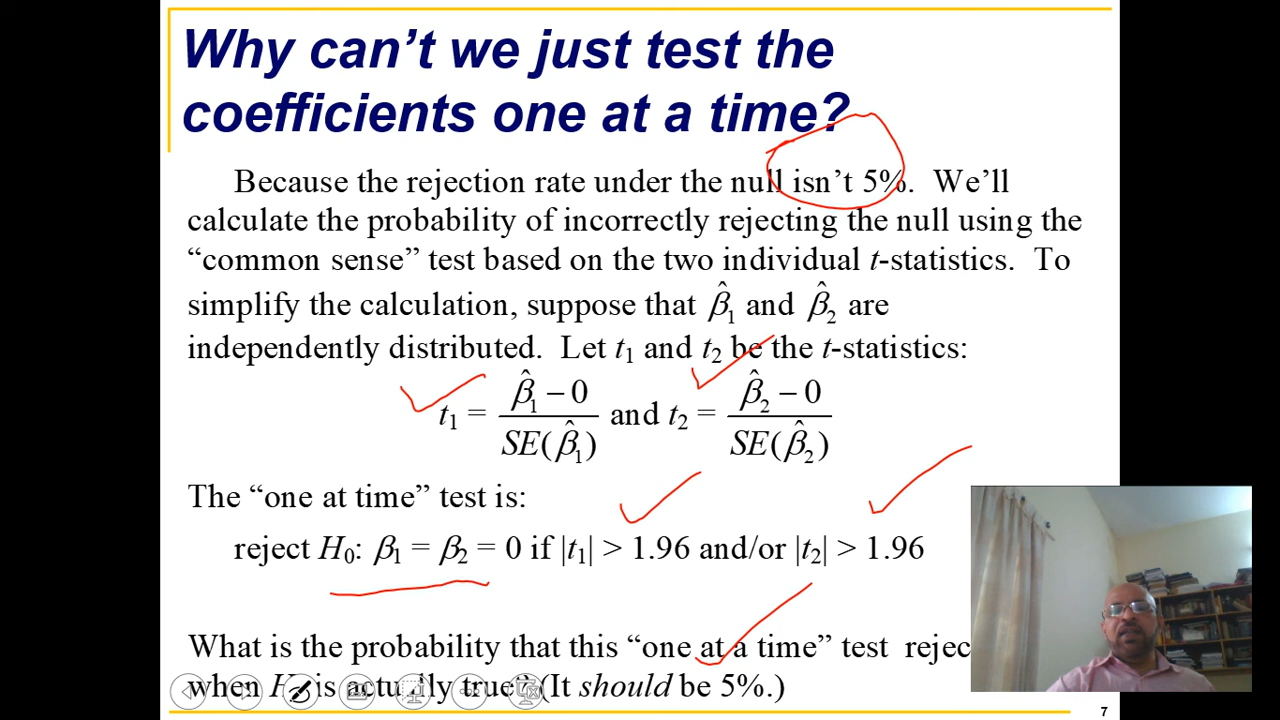 Why can’t we just test the
coefficients one at a time?
Because the rejection rate under the null isn’t 5%. We’ll
calculate the probability of incorrectly rejecting the null using the
“common sense” test based on the two individual t-statistics. To
simplify the calculation, suppose that β̂₁ and β̂₂ are
independently distributed. Let t₁ and t₂ be the t-statistics:
t₁ = (β̂₁ − 0) / SE(β̂₁) and t₂ = (β̂₂ − 0) / SE(β̂₂)
The “one at time” test is:
reject H₀: β₁ = β₂ = 0 if |t₁| > 1.96 and/or |t₂| > 1.96
What is the probability that this “one at a time” test rejec
when H is actually true? (It should be 5%.)
7